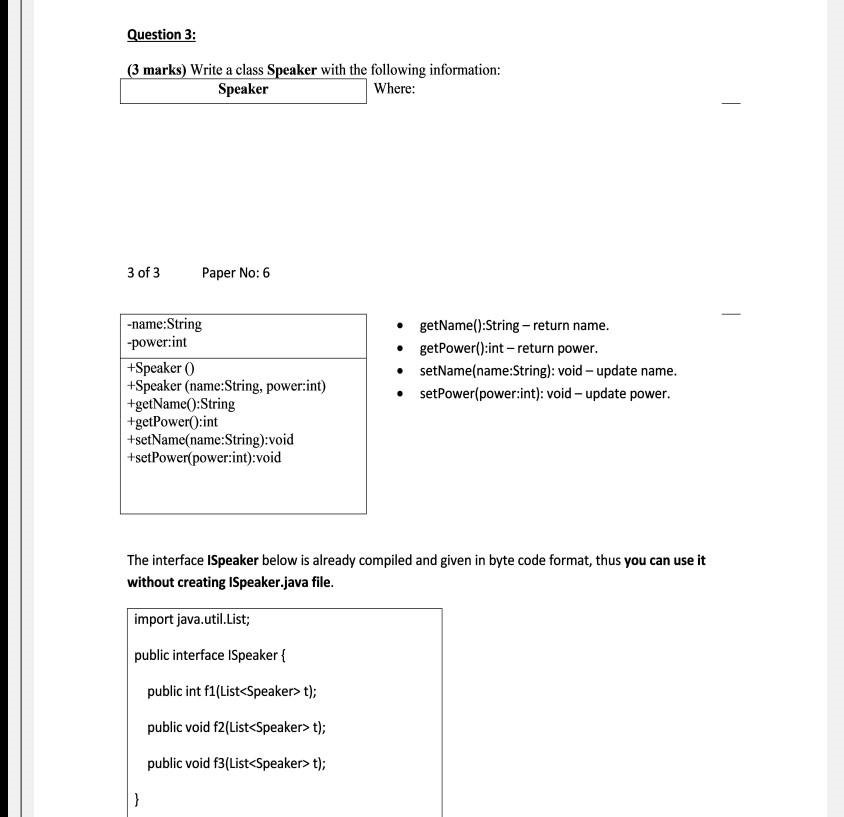 Question 3:
(3 marks) Write a class Speaker with the following information:
Speaker
Where:
3 of 3 Paper No: 6
-name:String
-power:int
+Speaker ()
+Speaker (name:String, power:int)
+getName():String
+getPower():int
+setName(name:String):void
+setPower(power:int):void
• getName():String – return name.
• getPower():int – return power.
• setName(name:String): void – update name.
• setPower(power:int): void – update power.
The interface ISpeaker below is already compiled and given in byte code format, thus you can use it
without creating ISpeaker.java file.
import java.util.List;
public interface ISpeaker {
public int f1(List<Speaker> t);
public void f2(List<Speaker> t);
public void f3(List<Speaker> t);
}